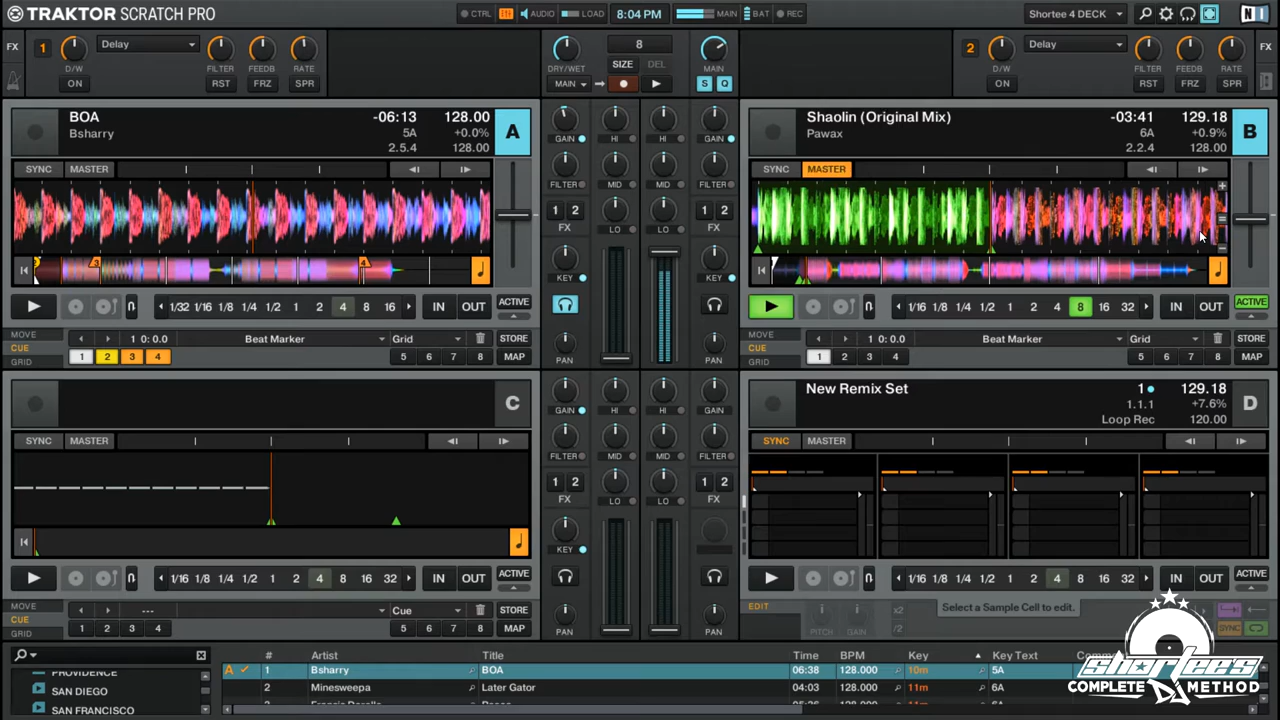 TRAKTOR SCRATCH PRO
CTRL AUDIO LOAD 8:04 PM MAIN BAT REC
Shortee 4 DECK
FX 1 Delay
D/W FILTER FEEDB RATE
ON RST FRZ SPR
8
DRY/WET SIZE DEL MAIN
MAIN S Q
2 Delay FX
D/W FILTER FEEDB RATE
ON RST FRZ SPR
BOA -06:13 128.00
Bsharry 5A +0.0%
2.5.4 128.00
A
SYNC MASTER
1/32 1/16 1/8 1/4 1/2 1 2 4 8 16 IN OUT ACTIVE
MOVE
CUE
GRID
1 0:0.0 Beat Marker Grid STORE
1 2 3 4 5 6 7 8 MAP
GAIN HI HI GAIN
FILTER MID MID FILTER
1 2 LO LO 1 2
FX FX
KEY KEY
PAN PAN
Shaolin (Original Mix) -03:41 129.18
Pawax 6A +0.9%
2.2.4 128.00
B
SYNC MASTER
1/16 1/8 1/4 1/2 1 2 4 8 16 32 IN OUT ACTIVE
MOVE
CUE
GRID
1 0:0.0 Beat Marker Grid STORE
1 2 3 4 5 6 7 8 MAP
C
SYNC MASTER
1/16 1/8 1/4 1/2 1 2 4 8 16 32 IN OUT ACTIVE
MOVE
CUE
GRID
--- Cue STORE
1 2 3 4 5 6 7 8 MAP
GAIN HI HI GAIN
FILTER MID MID FILTER
1 2 LO LO 1 2
FX FX
KEY
PAN PAN
New Remix Set 1 129.18
1.1.1 +7.6%
Loop Rec 120.00
D
SYNC MASTER
1/16 1/8 1/4 1/2 1 2 4 8 16 32 IN OUT ACTIVE
EDIT
PITCH GAIN x2
/2
Select a Sample Cell to edit.
SYNC
# Artist Title Time BPM Key Key Text
PROVIDENCE
SAN DIEGO
SAN FRANCISCO
A 1 Bsharry BOA 06:38 128.000 10m 5A
2 Minesweepa Later Gator 04:03 128.000 11m 6A
shortee's
COMPLETE DJ METHOD